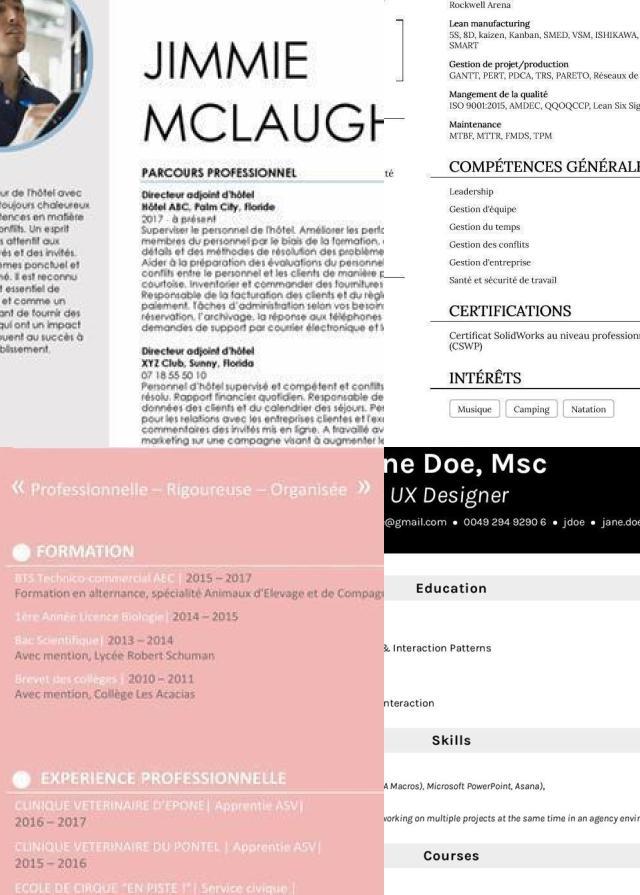 JIMMIE
MCLAUGH
PARCOURS PROFESSIONNEL
Directeur adjoint d'hôtel
Hôtel ABC, Palm City, Floride
2017 - à présent
Superviser le personnel de l'hôtel. Améliorer les perfo
membres du personnel par le biais de la formation,
détails et des méthodes de résolution des problème
Aider à la préparation des évaluations du personnel
conflits entre le personnel et les clients de manière p
courtoise. Inventorier et commander des fournitures
Responsable de la facturation des clients et du règle
paiement. Tâches d'administration selon vos besoins
réservation, l'archivage, la réponse aux téléphones
demandes de support par courrier électronique et l
Directeur adjoint d'hôtel
XYZ Club, Sunny, Florida
07 18 55 50 10
Personnel d'hôtel supervisé et compétent et conflits
résolu. Rapport financier quotidien. Responsable de
données des clients et du calendrier des séjours. Per
pour les relations avec les entreprises clientes et l'ex
commentaires des invités mis en ligne. A travaillé av
marketing sur une campagne visant à augmenter le
ur de l'hôtel avec
toujours chaleureux
tences en matière
onflits. Un esprit
s attentif aux
és et des invités.
emes ponctuel et
né. Il est reconnu
t essentiel de
et comme un
ant de fournir des
qui ont un impact
uent au succès à
blissement.
té
Rockwell Arena
Lean manufacturing
5S, 8D, kaizen, Kanban, SMED, VSM, ISHIKAWA,
SMART
Gestion de projet/production
GANTT, PERT, PDCA, TRS, PARETO, Réseaux de
Mangement de la qualité
ISO 9001:2015, AMDEC, QQOQCCP, Lean Six Sig
Maintenance
MTBF, MTTR, FMDS, TPM
COMPÉTENCES GÉNÉRALE
Leadership
Gestion d'équipe
Gestion du temps
Gestion des conflits
Gestion d'entreprise
Santé et sécurité de travail
CERTIFICATIONS
Certificat SolidWorks au niveau profession
(CSWP)
INTÉRÊTS
Musique Camping Natation
« Professionnelle – Rigoureuse – Organisée »
FORMATION
BTS Technico-commercial AEC | 2015 – 2017
Formation en alternance, spécialité Animaux d'Elevage et de Compag
1ère Année Licence Biologie| 2014 – 2015
Bac Scientifique| 2013 – 2014
Avec mention, Lycée Robert Schuman
Brevet des collèges | 2010 – 2011
Avec mention, Collège Les Acacias
EXPERIENCE PROFESSIONNELLE
CLINIQUE VETERINAIRE D'EPONE| Apprentie ASV|
2016 – 2017
CLINIQUE VETERINAIRE DU PONTEL | Apprentie ASV|
2015 – 2016
ECOLE DE CIRQUE "EN PISTE !"| Service civique |
ne Doe, Msc
UX Designer
@gmail.com • 0049 294 9290 6 • jdoe • jane.doe
Education
& Interaction Patterns
nteraction
Skills
A Macros), Microsoft PowerPoint, Asana),
working on multiple projects at the same time in an agency envir
Courses